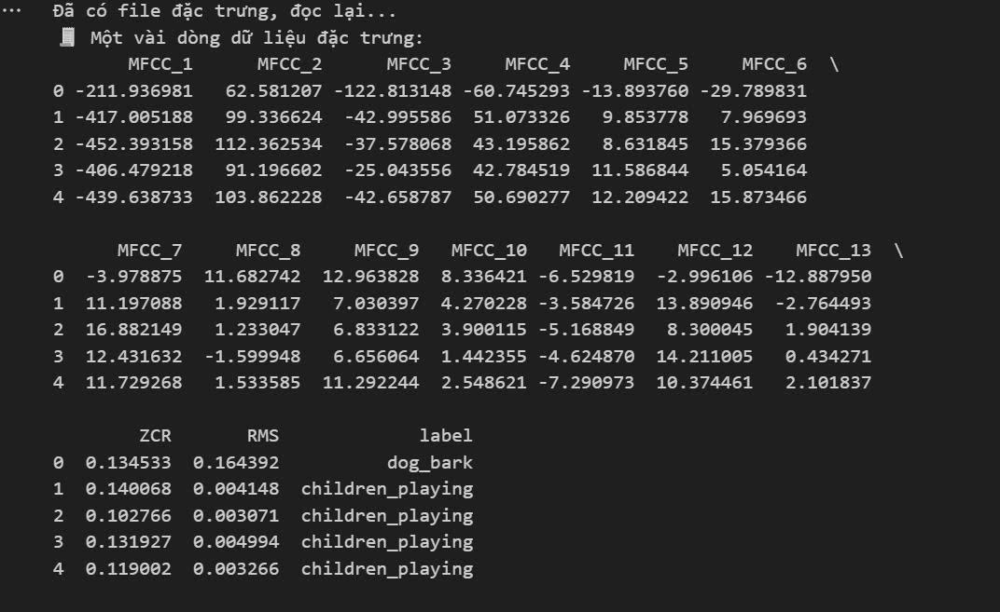 ... Đã có file đặc trưng, đọc lại...
🧾 Một vài dòng dữ liệu đặc trưng:
MFCC_1 MFCC_2 MFCC_3 MFCC_4 MFCC_5 MFCC_6 \
0 -211.936981 62.581207 -122.813148 -60.745293 -13.893760 -29.789831
1 -417.005188 99.336624 -42.995586 51.073326 9.853778 7.969693
2 -452.393158 112.362534 -37.578068 43.195862 8.631845 15.379366
3 -406.479218 91.196602 -25.043556 42.784519 11.586844 5.054164
4 -439.638733 103.862228 -42.658787 50.690277 12.209422 15.873466
MFCC_7 MFCC_8 MFCC_9 MFCC_10 MFCC_11 MFCC_12 MFCC_13 \
0 -3.978875 11.682742 12.963828 8.336421 -6.529819 -2.996106 -12.887950
1 11.197088 1.929117 7.030397 4.270228 -3.584726 13.890946 -2.764493
2 16.882149 1.233047 6.833122 3.900115 -5.168849 8.300045 1.904139
3 12.431632 -1.599948 6.656064 1.442355 -4.624870 14.211005 0.434271
4 11.729268 1.533585 11.292244 2.548621 -7.290973 10.374461 2.101837
ZCR RMS label
0 0.134533 0.164392 dog_bark
1 0.140068 0.004148 children_playing
2 0.102766 0.003071 children_playing
3 0.131927 0.004994 children_playing
4 0.119002 0.003266 children_playing